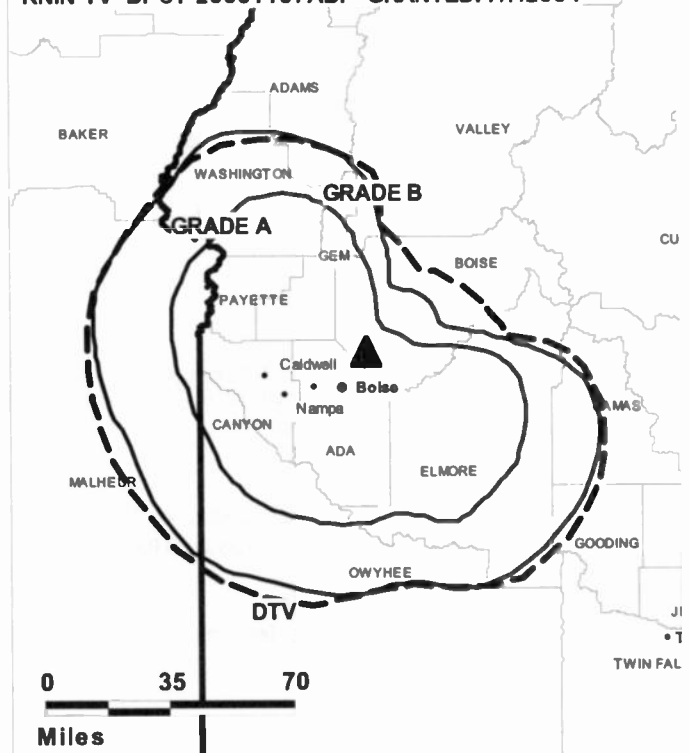 ADAMS
BAKER
VALLEY
WASHINGTON
GRADE B
GRADE A
CU
GEM
BOISE
PAYETTE
Caldwell
Boise
Nampa
AMAS
CANYON
ADA
ELMORE
MALHEUR
GOODING
OWYHEE
DTV
TWIN FAL
0 35 70
Miles